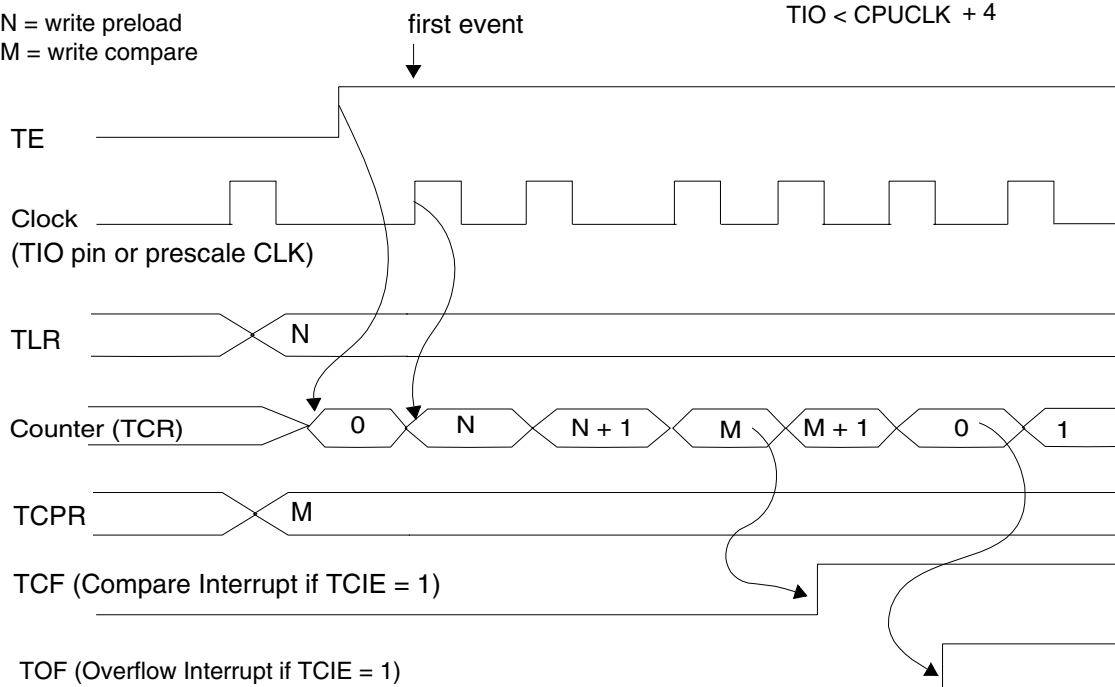 N = write preload
M = write compare
first event
TIO < CPUCLK + 4
TE
Clock
(TIO pin or prescale CLK)
TLR
N
Counter (TCR)
0
N
N + 1
M
M + 1
0
1
TCPR
M
TCF (Compare Interrupt if TCIE = 1)
TOF (Overflow Interrupt if TCIE = 1)